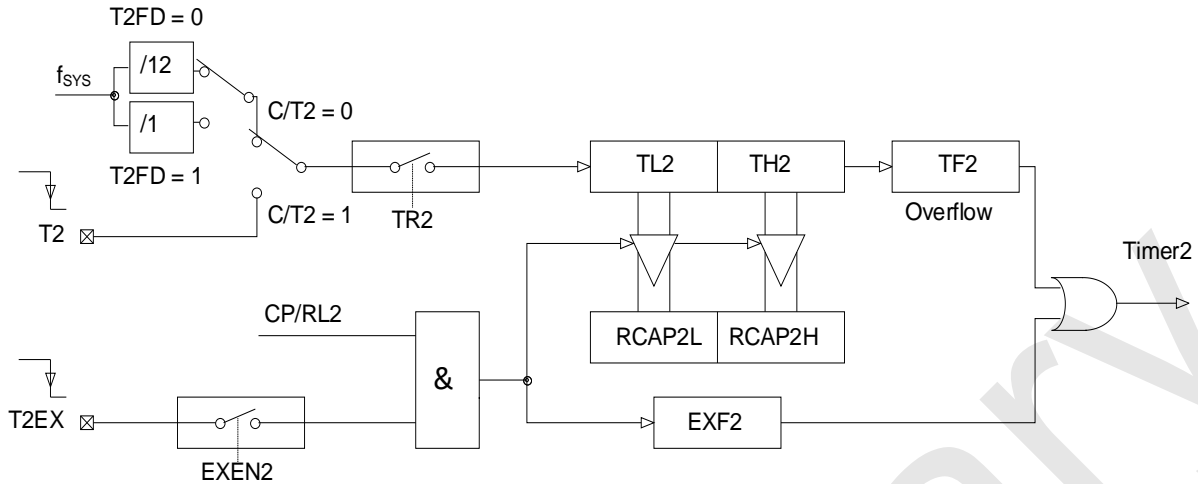 T2FD = 0
/12
fSYS
C/T2 = 0
/1
T2FD = 1
TL2
TH2
TF2
C/T2 = 1
TR2
Overflow
T2
Timer2
CP/RL2
RCAP2L
RCAP2H
&
T2EX
EXF2
EXEN2